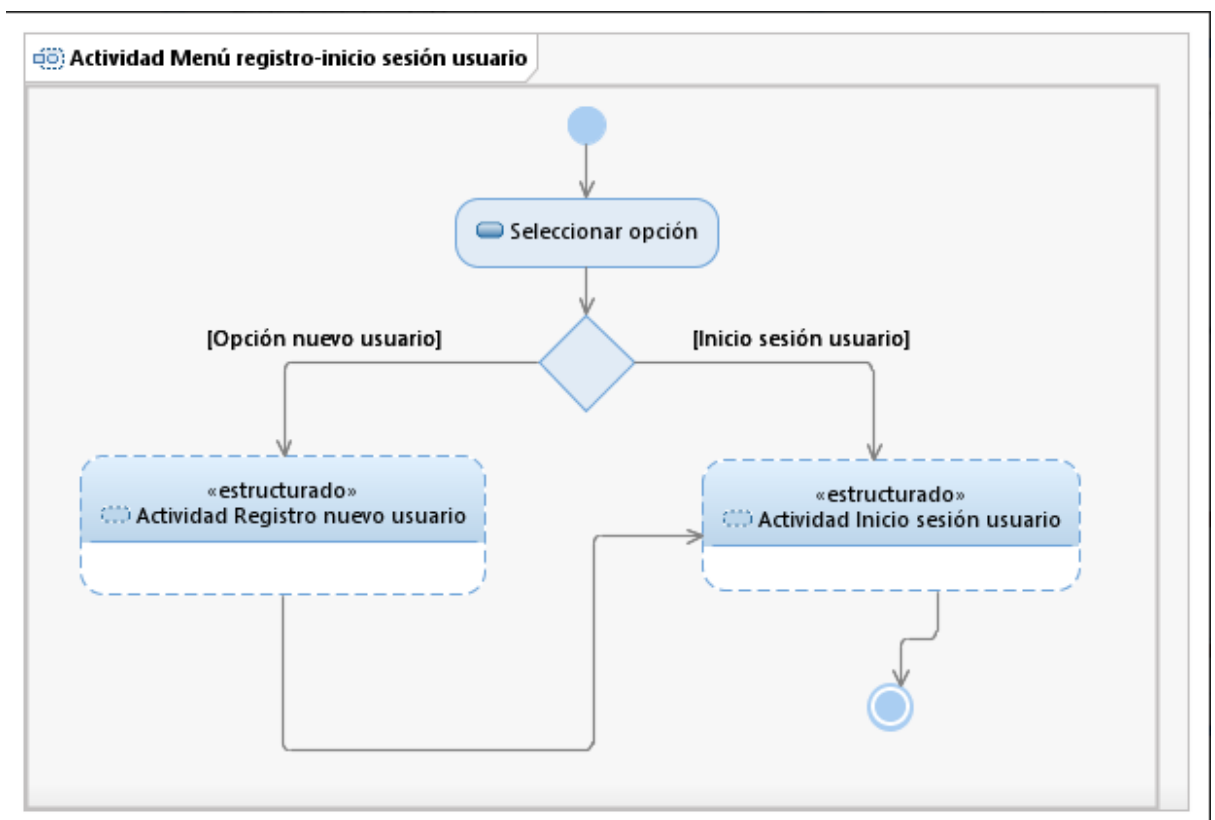 Actividad Menú registro-inicio sesión usuario
Seleccionar opción
[Opción nuevo usuario]
[Inicio sesión usuario]
«estructurado»
Actividad Registro nuevo usuario
«estructurado»
Actividad Inicio sesión usuario